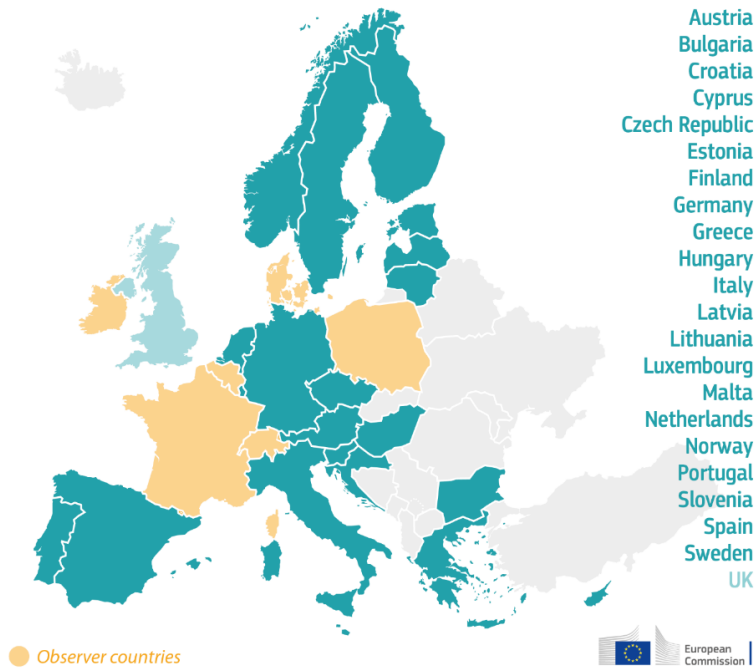 Austria
Bulgaria
Croatia
Cyprus
Czech Republic
Estonia
Finland
Germany
Greece
Hungary
Italy
Latvia
Lithuania
Luxembourg
Malta
Netherlands
Norway
Portugal
Slovenia
Spain
Sweden
UK
Observer countries
European
Commission